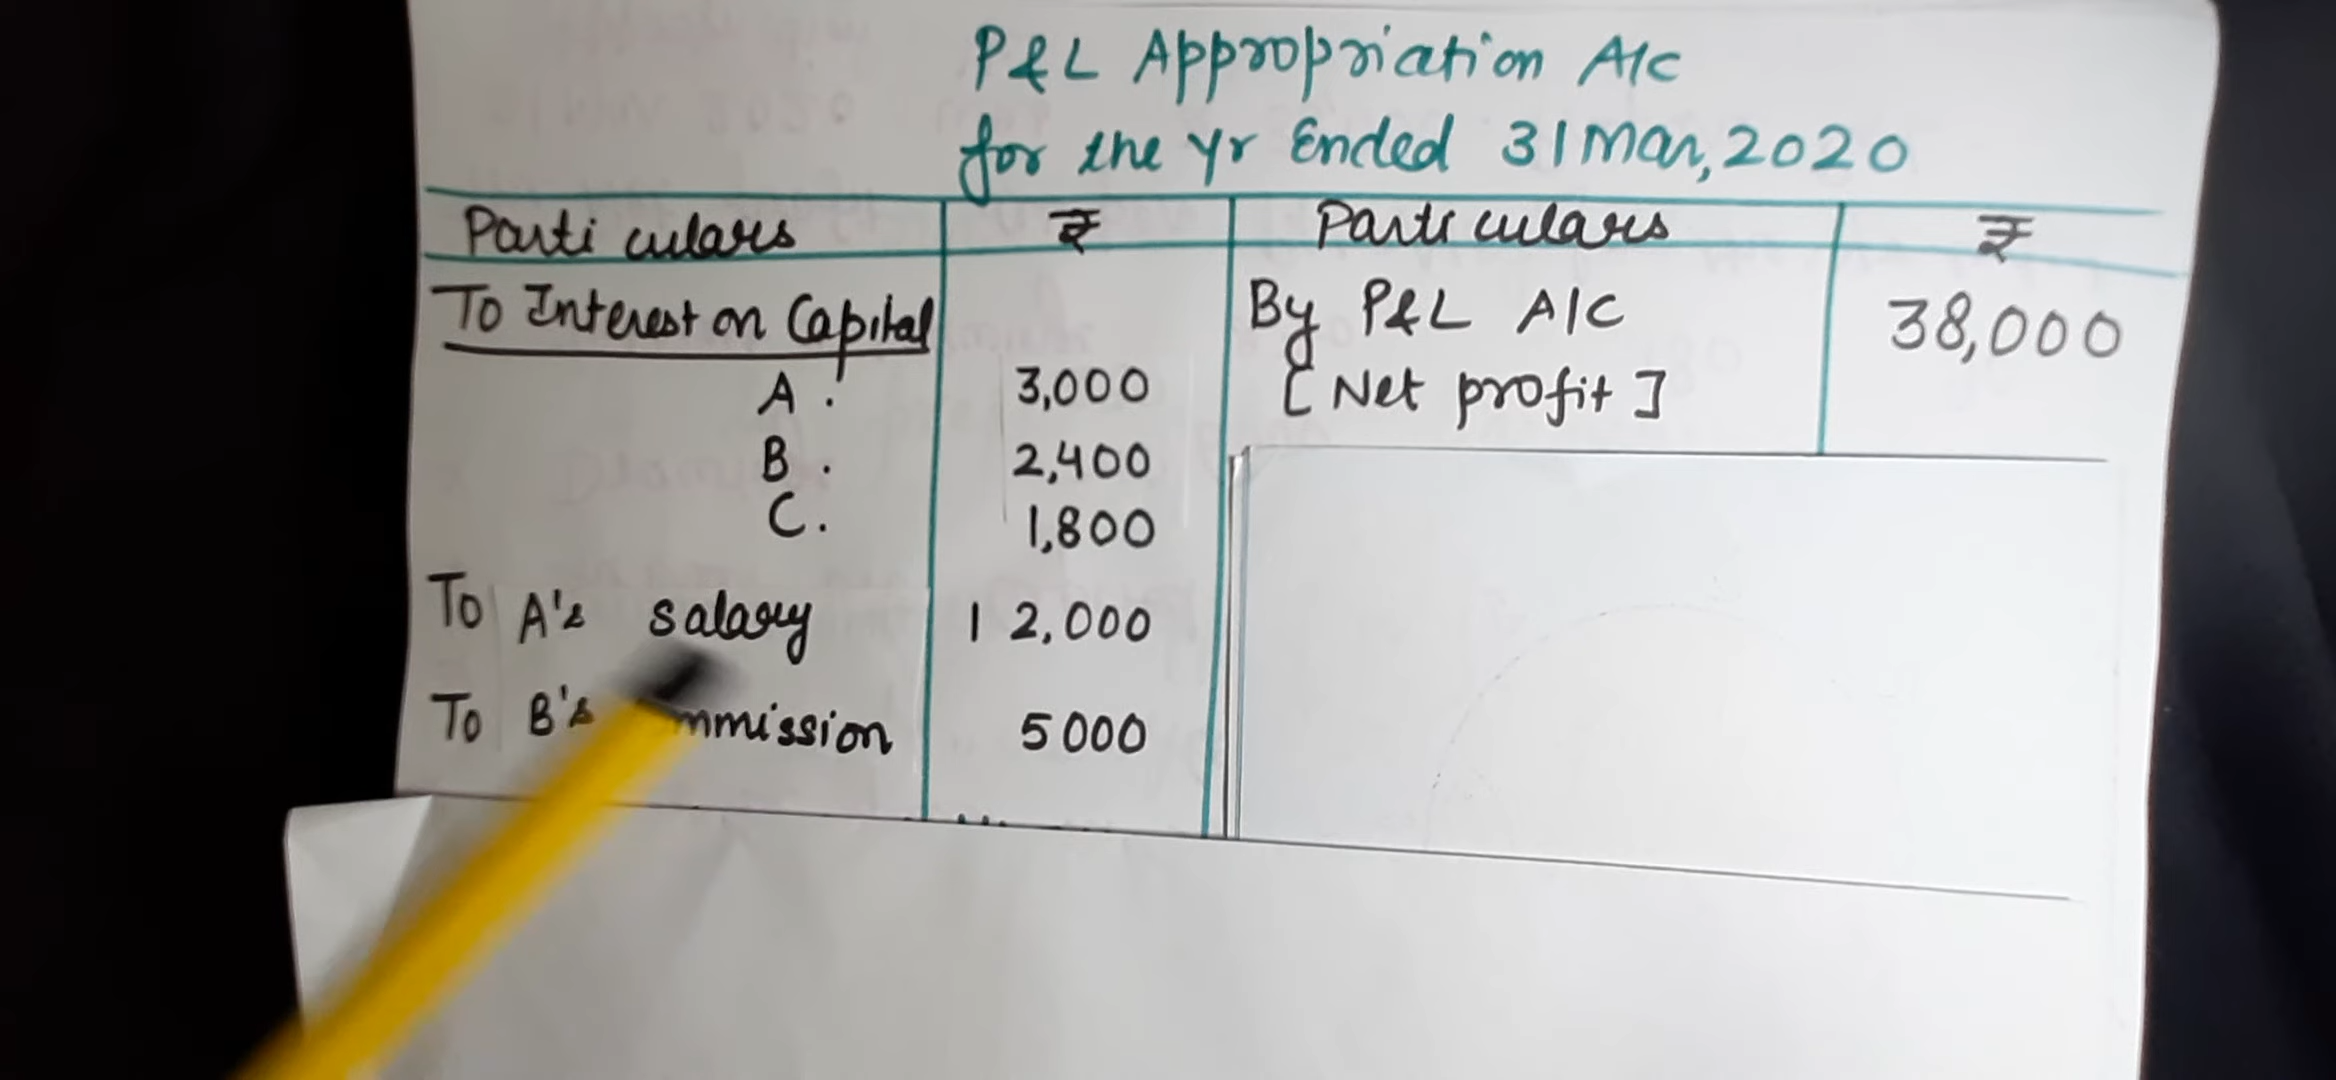 P&L Appropriation A/c
for the yr Ended 31 Mar, 2020
Particulars ₹ Particulars ₹
To Interest on Capital By P&L A/C 38,000
A. 3,000 [Net profit]
B. 2,400
C. 1,800
To A's salary 12,000
To B's 5000